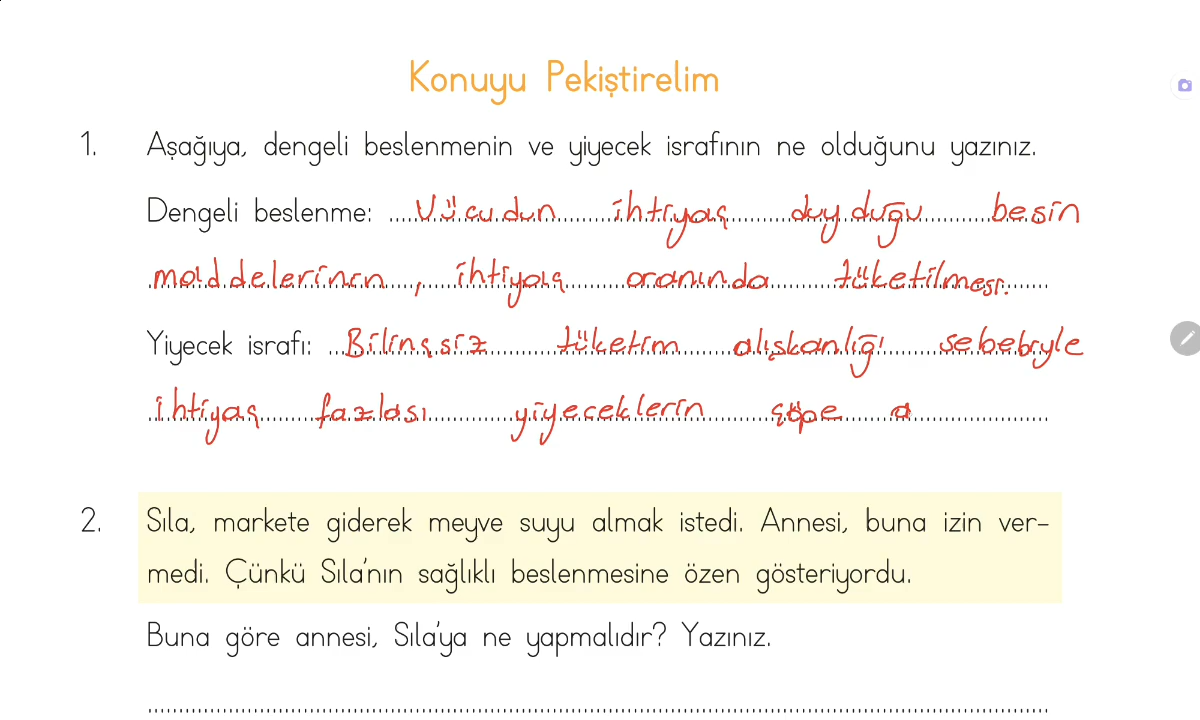 Konuyu Pekiştirelim
1. Aşağıya, dengeli beslenmenin ve yiyecek israfının ne olduğunu yazınız.
Dengeli beslenme: Vücudun ihtiyaç duyduğu besin
maddelerinin, ihtiyaç oranında tüketilmesi.
Yiyecek israfı: Bilinçsiz tüketim alışkanlığı sebebiyle
ihtiyaç fazlası yiyeceklerin çöpe a
2. Sıla, markete giderek meyve suyu almak istedi. Annesi, buna izin ver-
medi. Çünkü Sıla'nın sağlıklı beslenmesine özen gösteriyordu.
Buna göre annesi, Sıla'ya ne yapmalıdır? Yazınız.